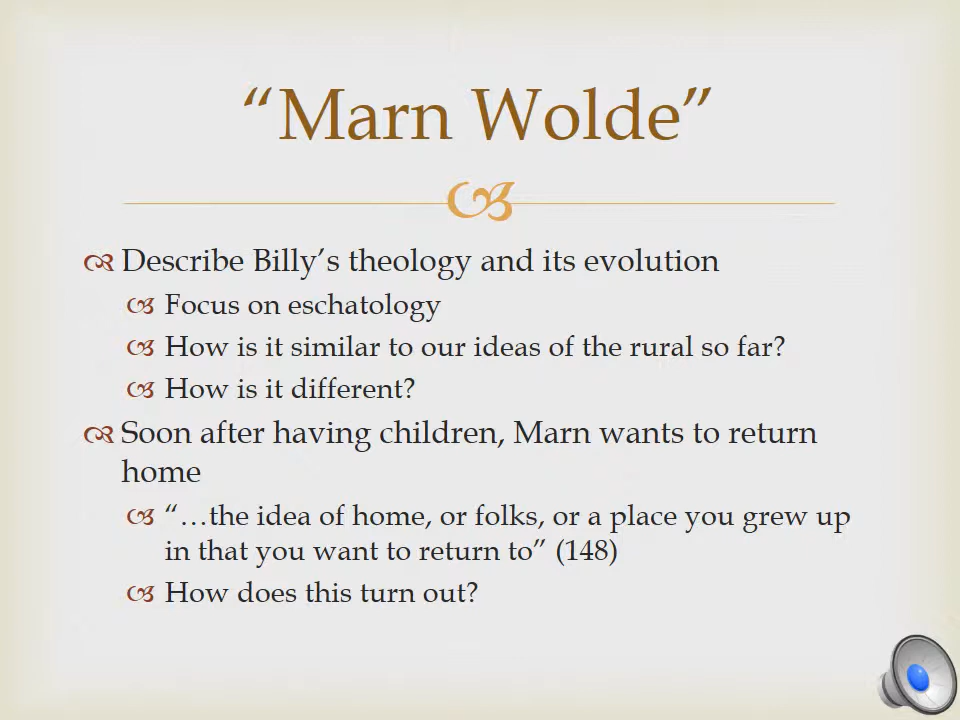 “Marn Wolde”
Describe Billy’s theology and its evolution
Focus on eschatology
How is it similar to our ideas of the rural so far?
How is it different?
Soon after having children, Marn wants to return
home
“…the idea of home, or folks, or a place you grew up
in that you want to return to” (148)
How does this turn out?